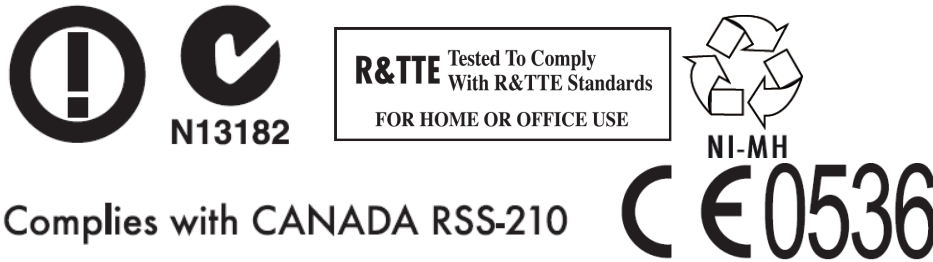 N13182
R&TTE Tested To Comply
With R&TTE Standards
FOR HOME OR OFFICE USE
NI-MH
Complies with CANADA RSS-210
CE0536